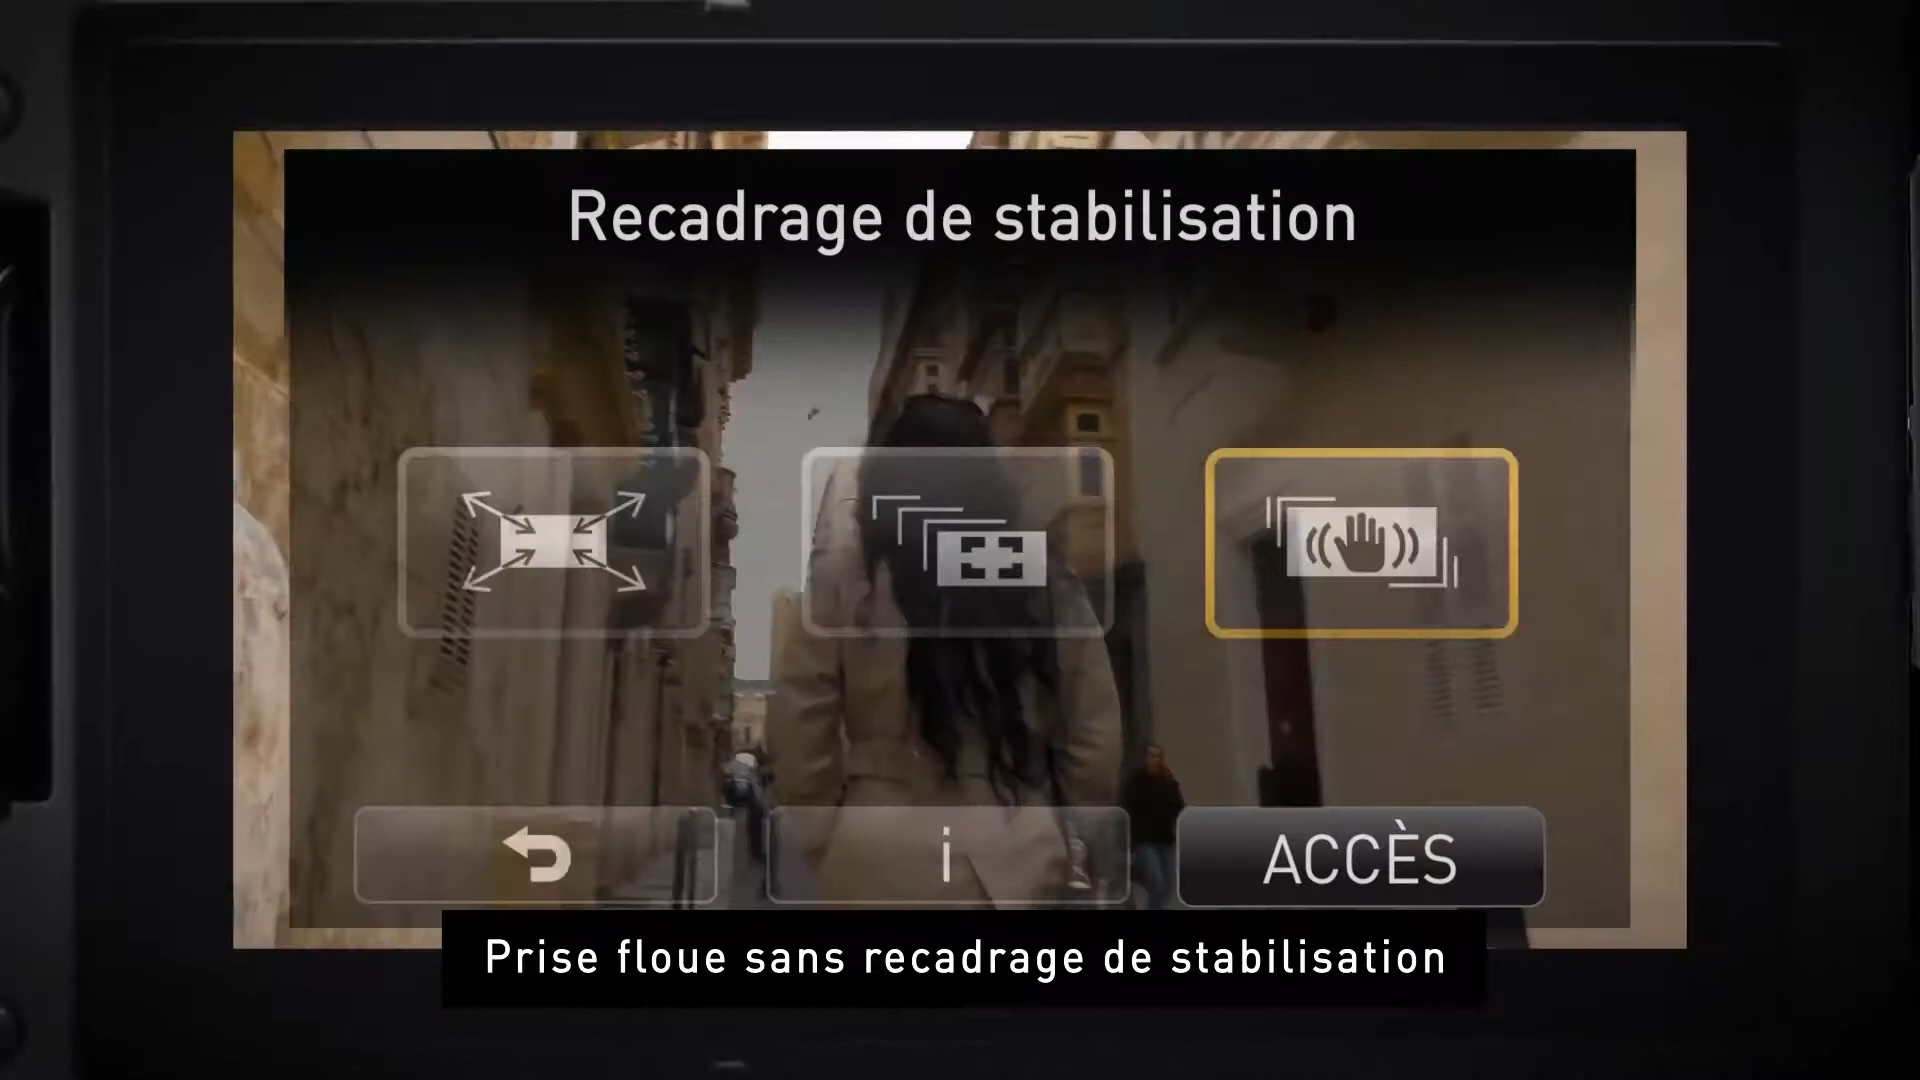 Recadrage de stabilisation
i
ACCÈS
Prise floue sans recadrage de stabilisation